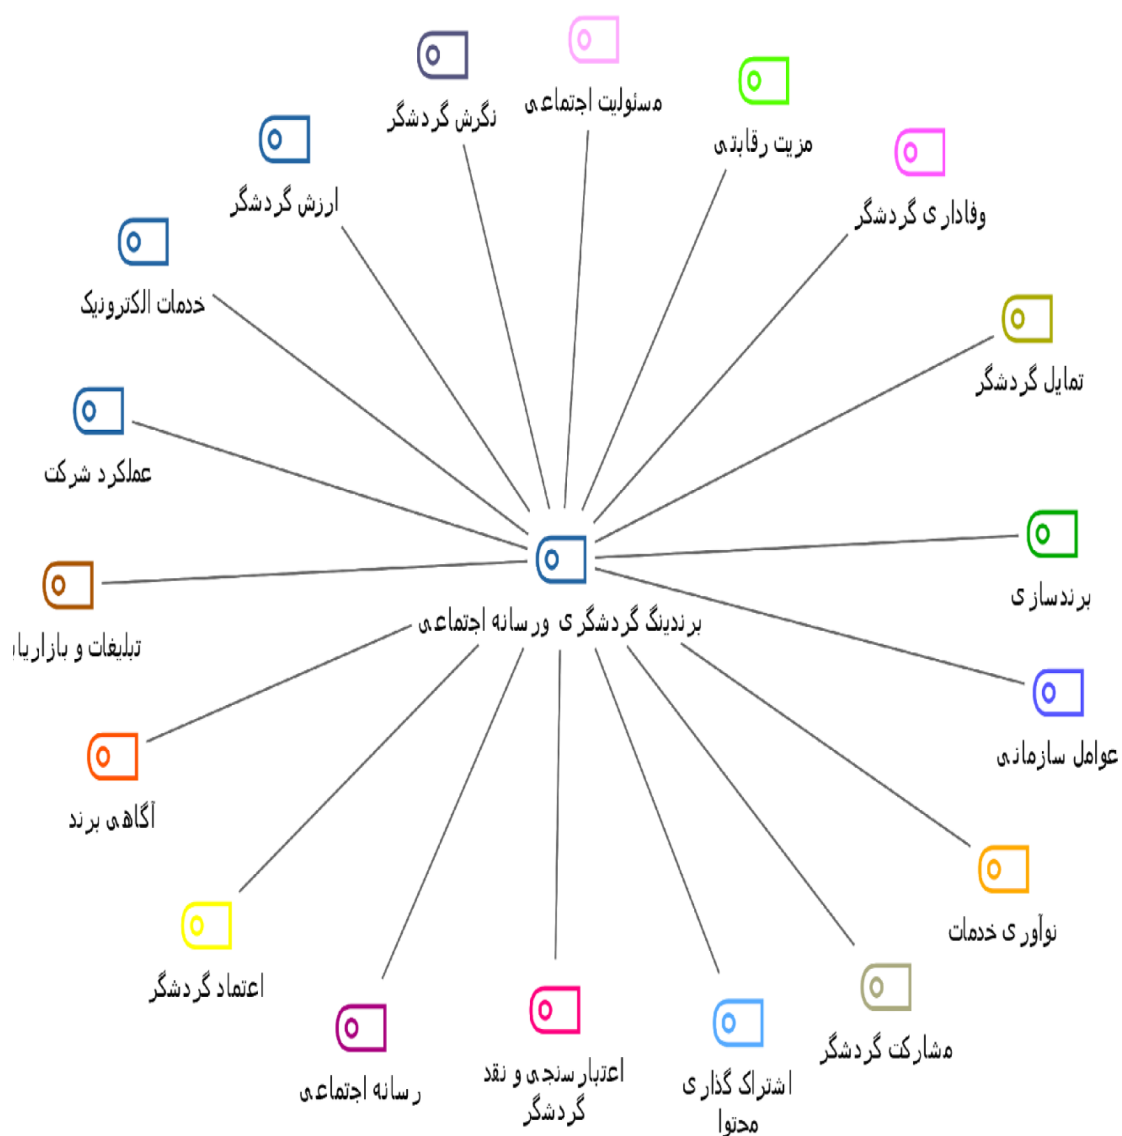 مسئولیت اجتماعی
نگرش گردشگر
مزیت رقابتی
ارزش گردشگر
وفاداری گردشگر
خدمات الکترونیک
تمایل گردشگر
عملکرد شرکت
برندسازی
برندینگ گردشگری ورسانه اجتماعی
تبلیغات و بازاریا
عوامل سازمانی
آگاهی برند
نوآوری خدمات
اعتماد گردشگر
مشارکت گردشگر
اعتبارسنجی و نقد
گردشگر
اشتراک گذاری
محتوا
رسانه اجتماعی